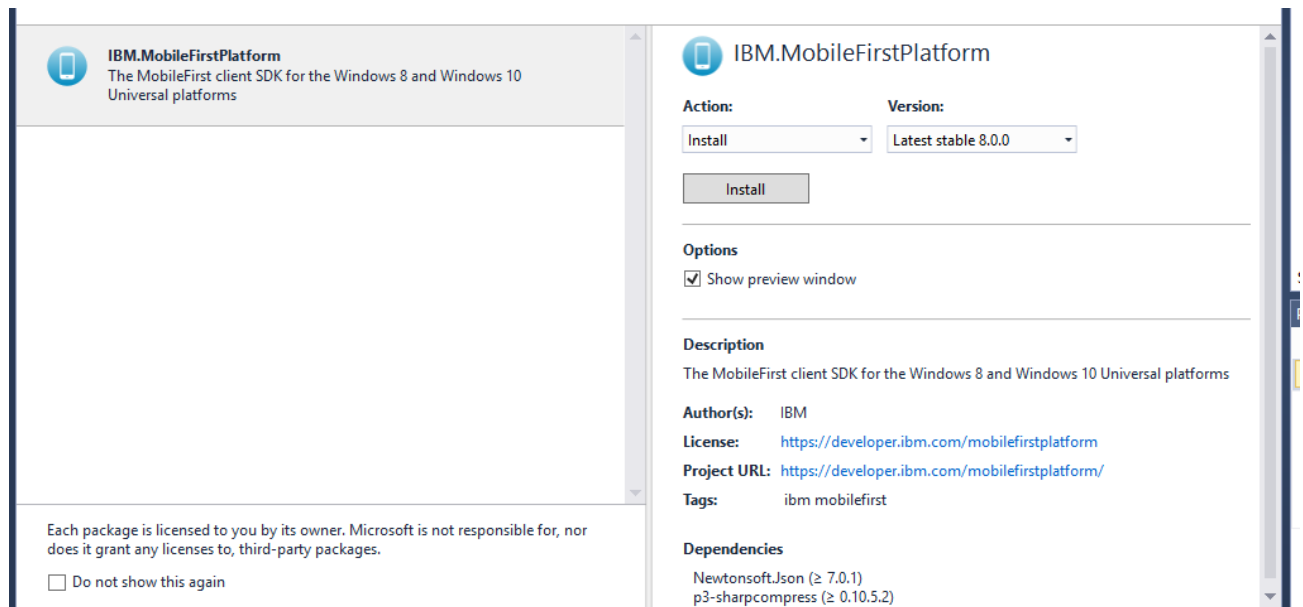 IBM.MobileFirstPlatform
The MobileFirst client SDK for the Windows 8 and Windows 10
Universal platforms
Each package is licensed to you by its owner. Microsoft is not responsible for, nor
does it grant any licenses to, third-party packages.
Do not show this again
IBM.MobileFirstPlatform
Action: Version:
Install Latest stable 8.0.0
Install
Options
Show preview window
Description
The MobileFirst client SDK for the Windows 8 and Windows 10 Universal platforms
Author(s): IBM
License: https://developer.ibm.com/mobilefirstplatform
Project URL: https://developer.ibm.com/mobilefirstplatform/
Tags: ibm mobilefirst
Dependencies
Newtonsoft.Json (≥ 7.0.1)
p3-sharpcompress (≥ 0.10.5.2)